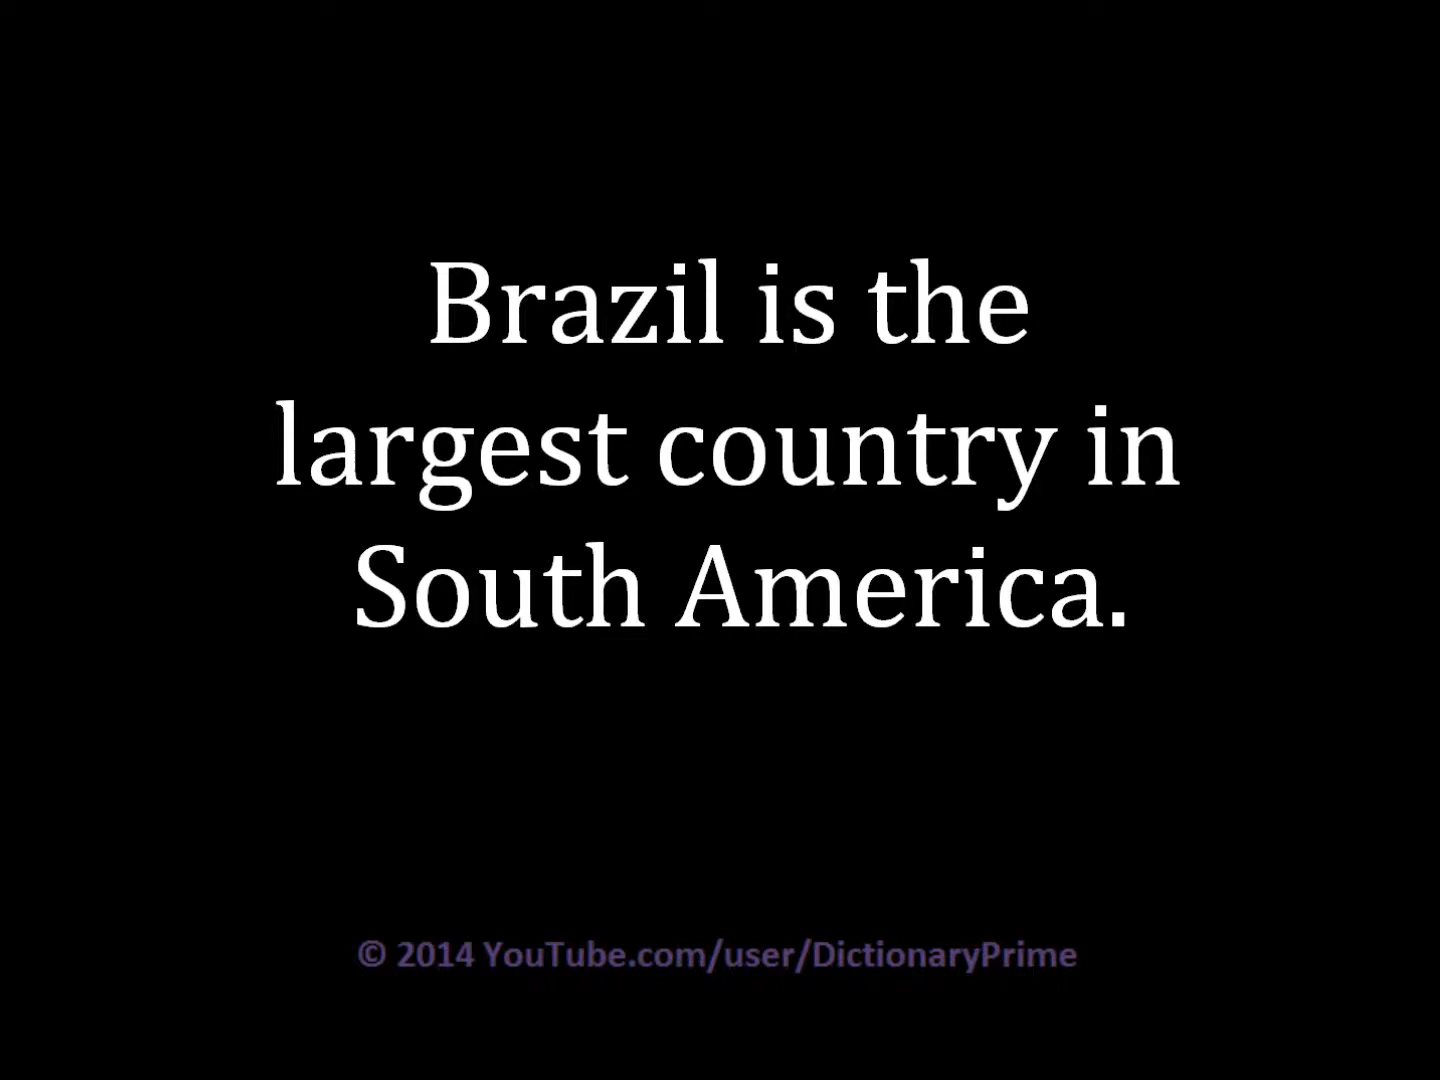 Brazil is the
largest country in
South America.
© 2014 YouTube.com/user/DictionaryPrime